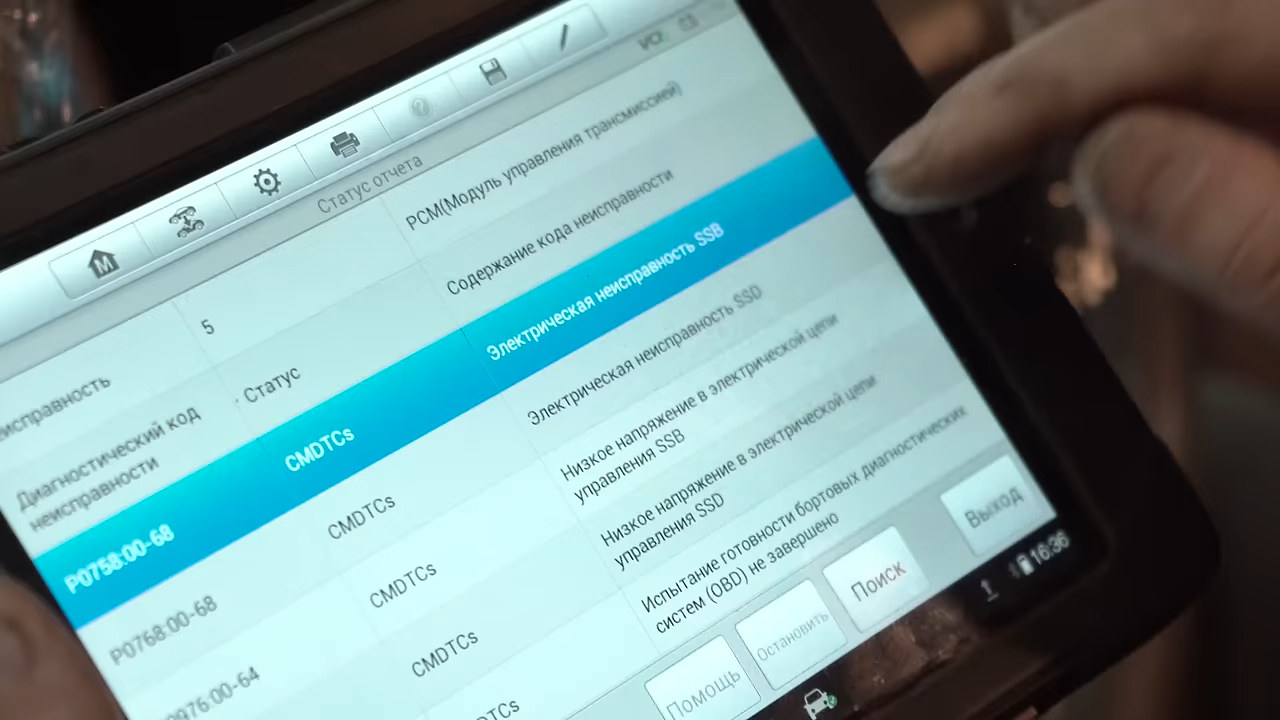 VCI
Статус отчета
5
PCM(Модуль управления трансмиссией)
Диагностический код
неисправности
Статус
Содержание кода неисправности
P0758:00-68
CMDTCs
Электрическая неисправность SSB
P0768:00-68
CMDTCs
Электрическая неисправность SSD
CMDTCs
Низкое напряжение в электрической цепи
управления SSB
CMDTCs
Низкое напряжение в электрической цепи
управления SSD
Испытание готовности бортовых диагностических
систем (OBD) не завершено
Помощь
Остановить
Поиск
Выход
16:36